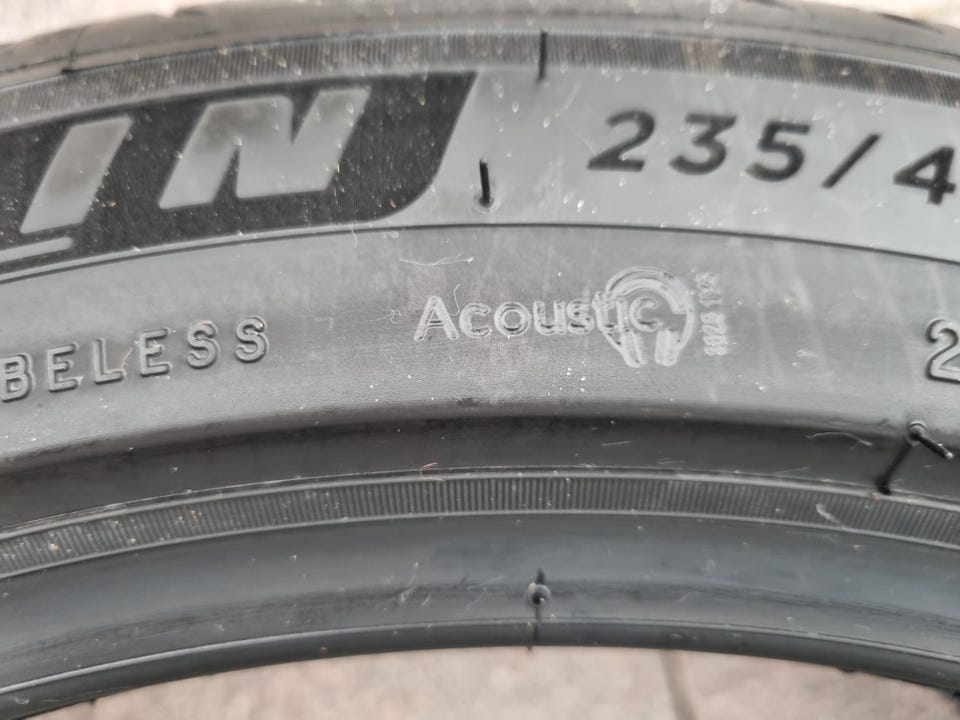 IN
235/4
Acoustic
BELESS
2